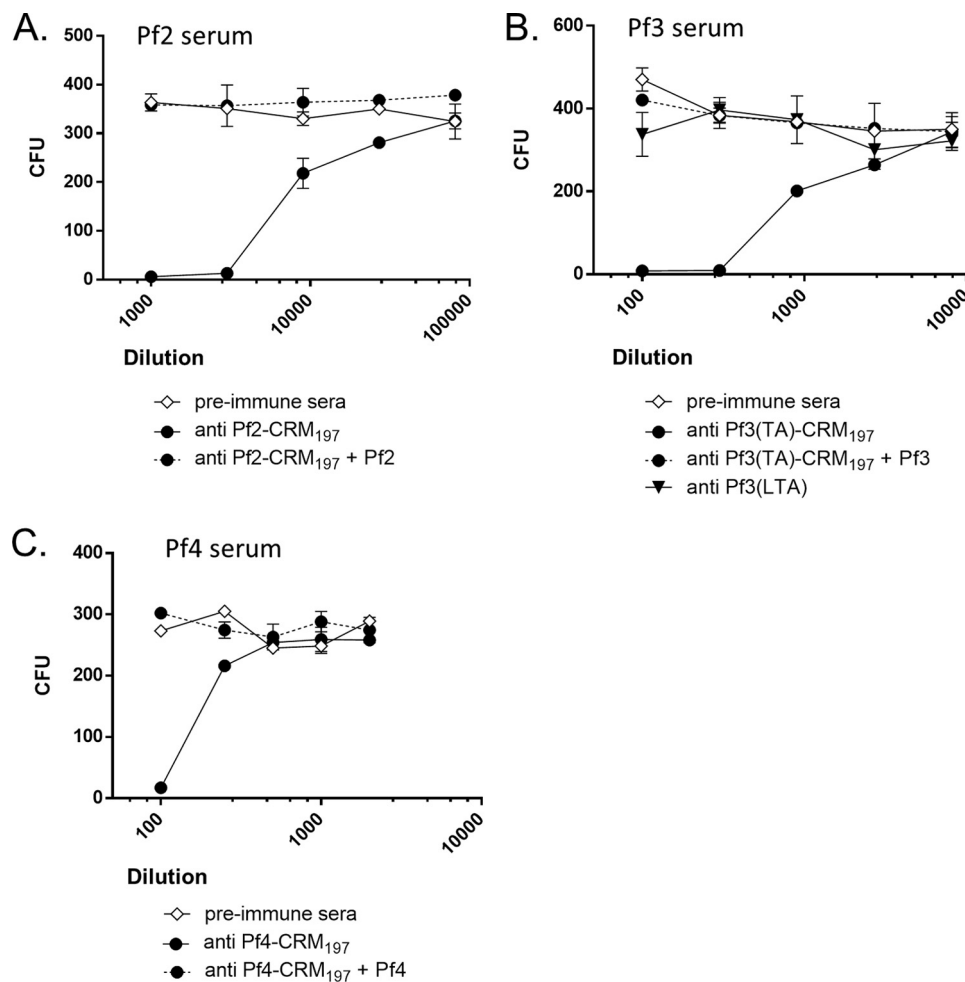 A. Pf2 serum
500
400
300
200
100
0
CFU
1000
10000
100000
Dilution
pre-immune sera
anti Pf2-CRM197
anti Pf2-CRM197 + Pf2
B. Pf3 serum
600
400
200
0
CFU
100
1000
10000
Dilution
pre-immune sera
anti Pf3(TA)-CRM197
anti Pf3(TA)-CRM197 + Pf3
anti Pf3(LTA)
C. Pf4 serum
400
300
200
100
0
CFU
100
1000
10000
Dilution
pre-immune sera
anti Pf4-CRM197
anti Pf4-CRM197 + Pf4